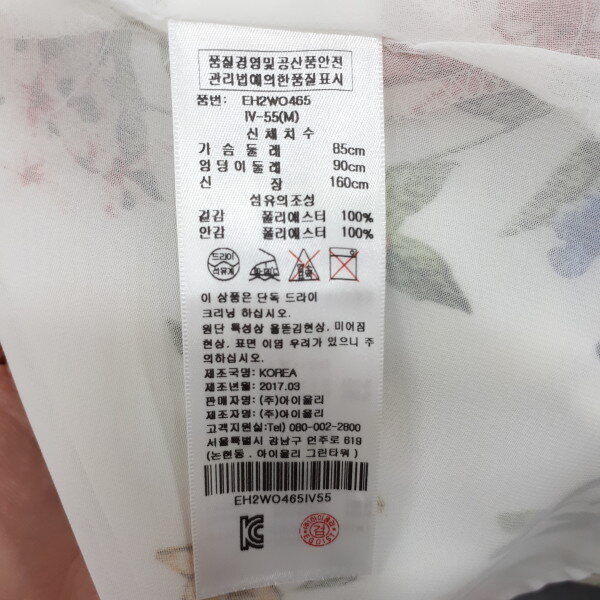 품질경영및공산품안전
관리법에의한품질표시
품번: EH2WO465
IV-55(M)
신체치수
가슴둘레 85cm
엉덩이둘레 90cm
신장 160cm
섬유의조성
겉감 폴리에스터 100%
안감 폴리에스터 100%
드라이
석유계
이 상품은 단독 드라이
크리닝 하십시오.
원단 특성상 올뜯김현상, 미어짐
현상, 표면 이염 우려가 있으니 주
의하십시오.
제조국명: KOREA
제조년월: 2017.03
판매자명: (주)아이올리
제조자명: (주)아이올리
고객지원실:Tel) 080-002-2800
서울특별시 강남구 언주로 619
(논현동, 아이올리 그린타워)
EH2WO465IV55
검
EGOIST